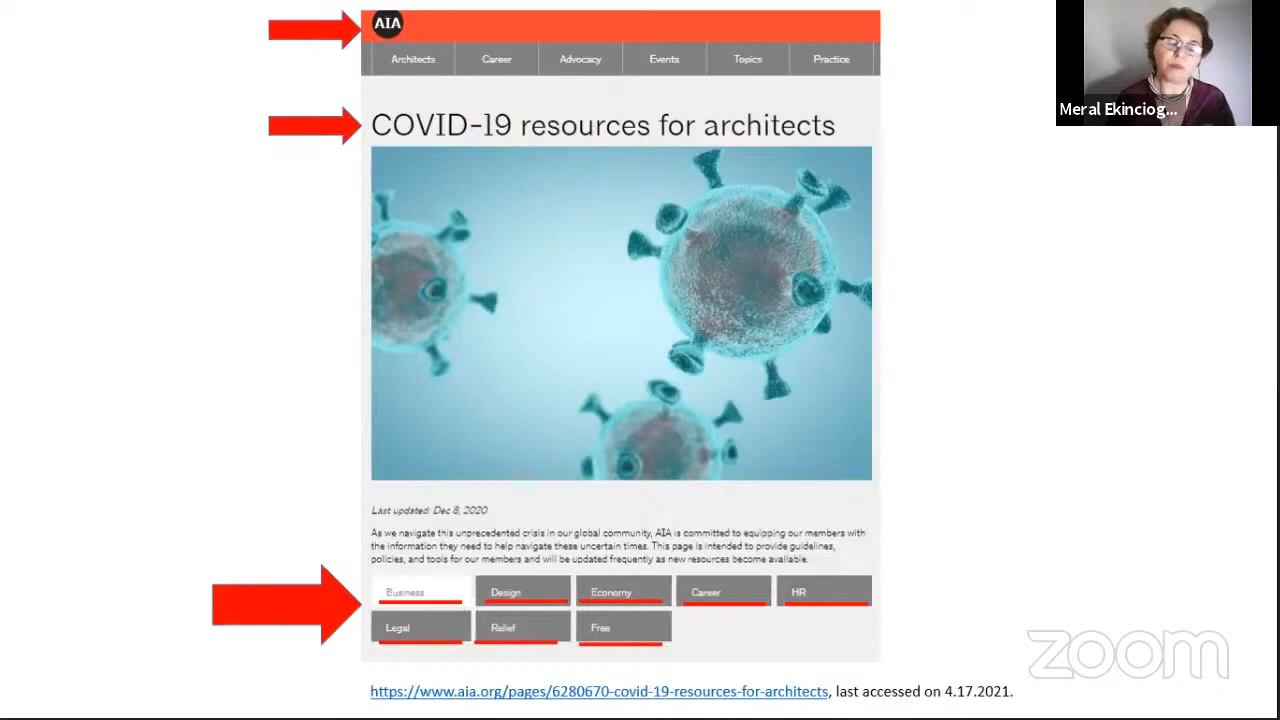 AIA
Architects Career Advocacy Events Topics Practice
COVID-19 resources for architects
Last updated: Dec 8, 2020
As we navigate this unprecedented crisis in our global community, AIA is committed to equipping our members with
the information they need to help navigate these uncertain times. This page is intended to provide guidelines,
policies, and tools for our members and will be updated frequently as new resources become available.
Business Design Economy Career HR
Legal Relief Free
https://www.aia.org/pages/6280670-covid-19-resources-for-architects, last accessed on 4.17.2021.
Meral Ekinciog...
zoom